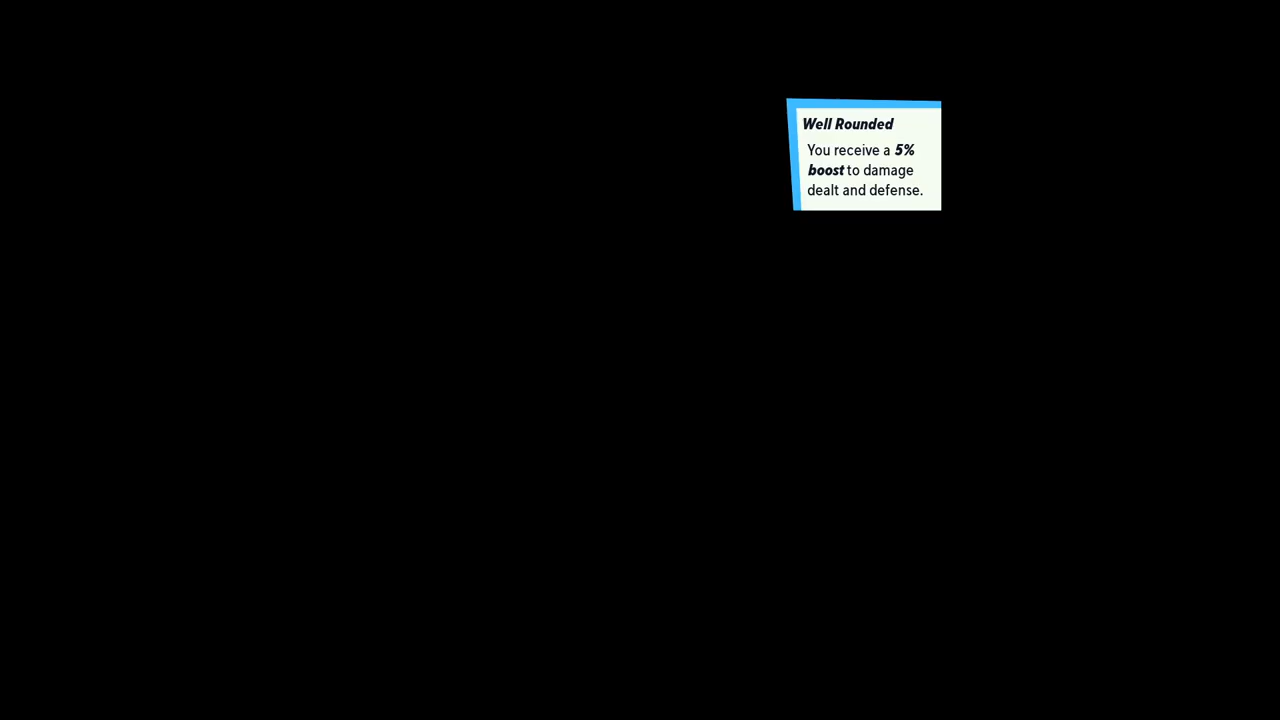 Well Rounded
You receive a 5%
boost to damage
dealt and defense.